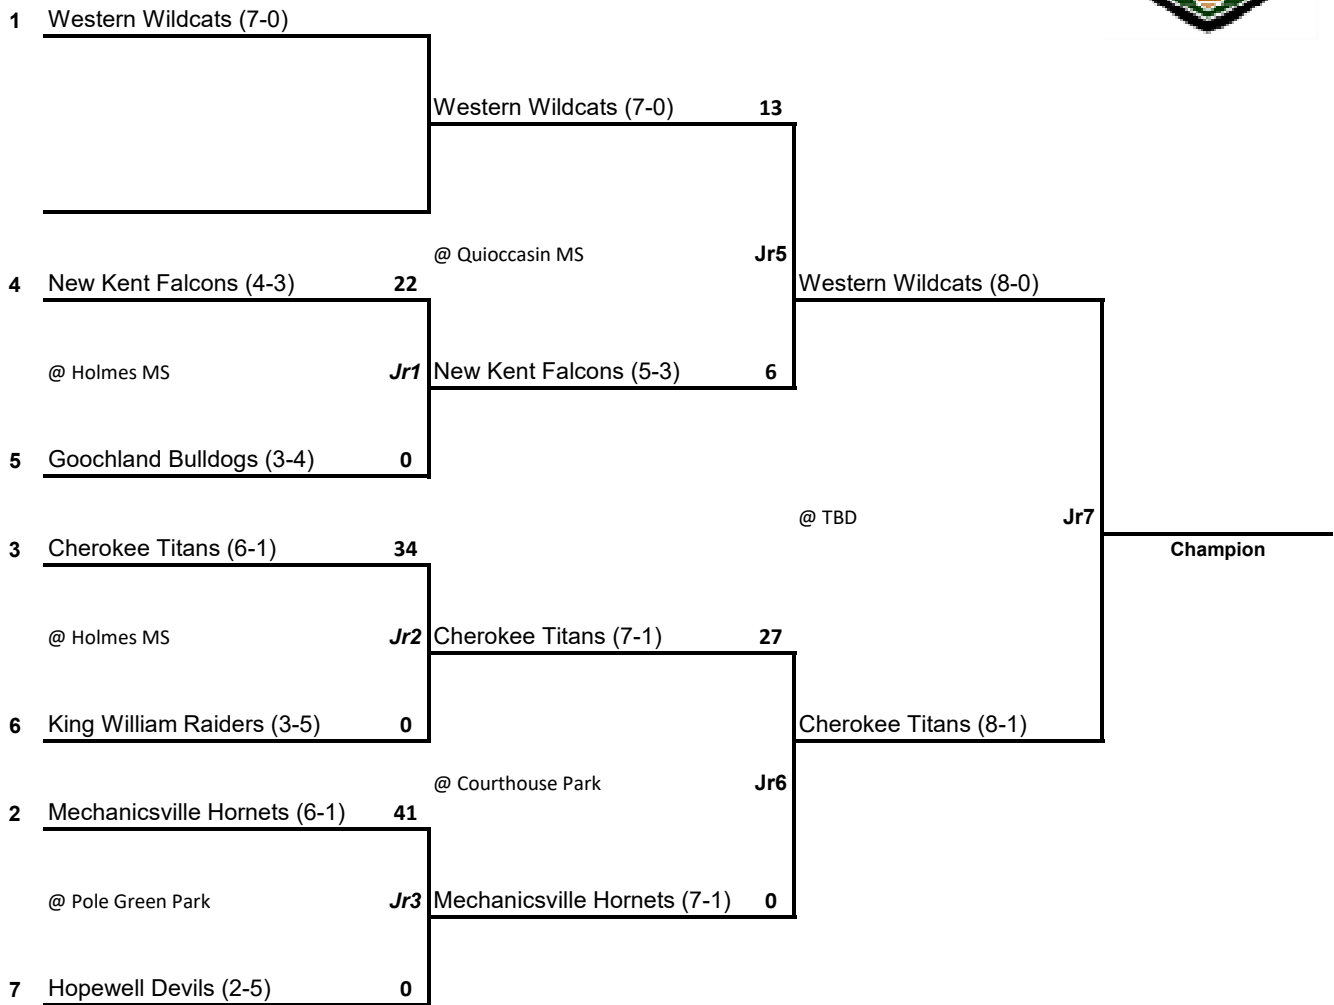 1 Western Wildcats (7-0)
Western Wildcats (7-0) 13
@ Quioccasin MS Jr5
4 New Kent Falcons (4-3) 22
Western Wildcats (8-0)
@ Holmes MS Jr1 New Kent Falcons (5-3) 6
5 Goochland Bulldogs (3-4) 0
@ TBD Jr7
3 Cherokee Titans (6-1) 34
Champion
@ Holmes MS Jr2 Cherokee Titans (7-1) 27
6 King William Raiders (3-5) 0
Cherokee Titans (8-1)
@ Courthouse Park Jr6
2 Mechanicsville Hornets (6-1) 41
@ Pole Green Park Jr3 Mechanicsville Hornets (7-1) 0
7 Hopewell Devils (2-5) 0